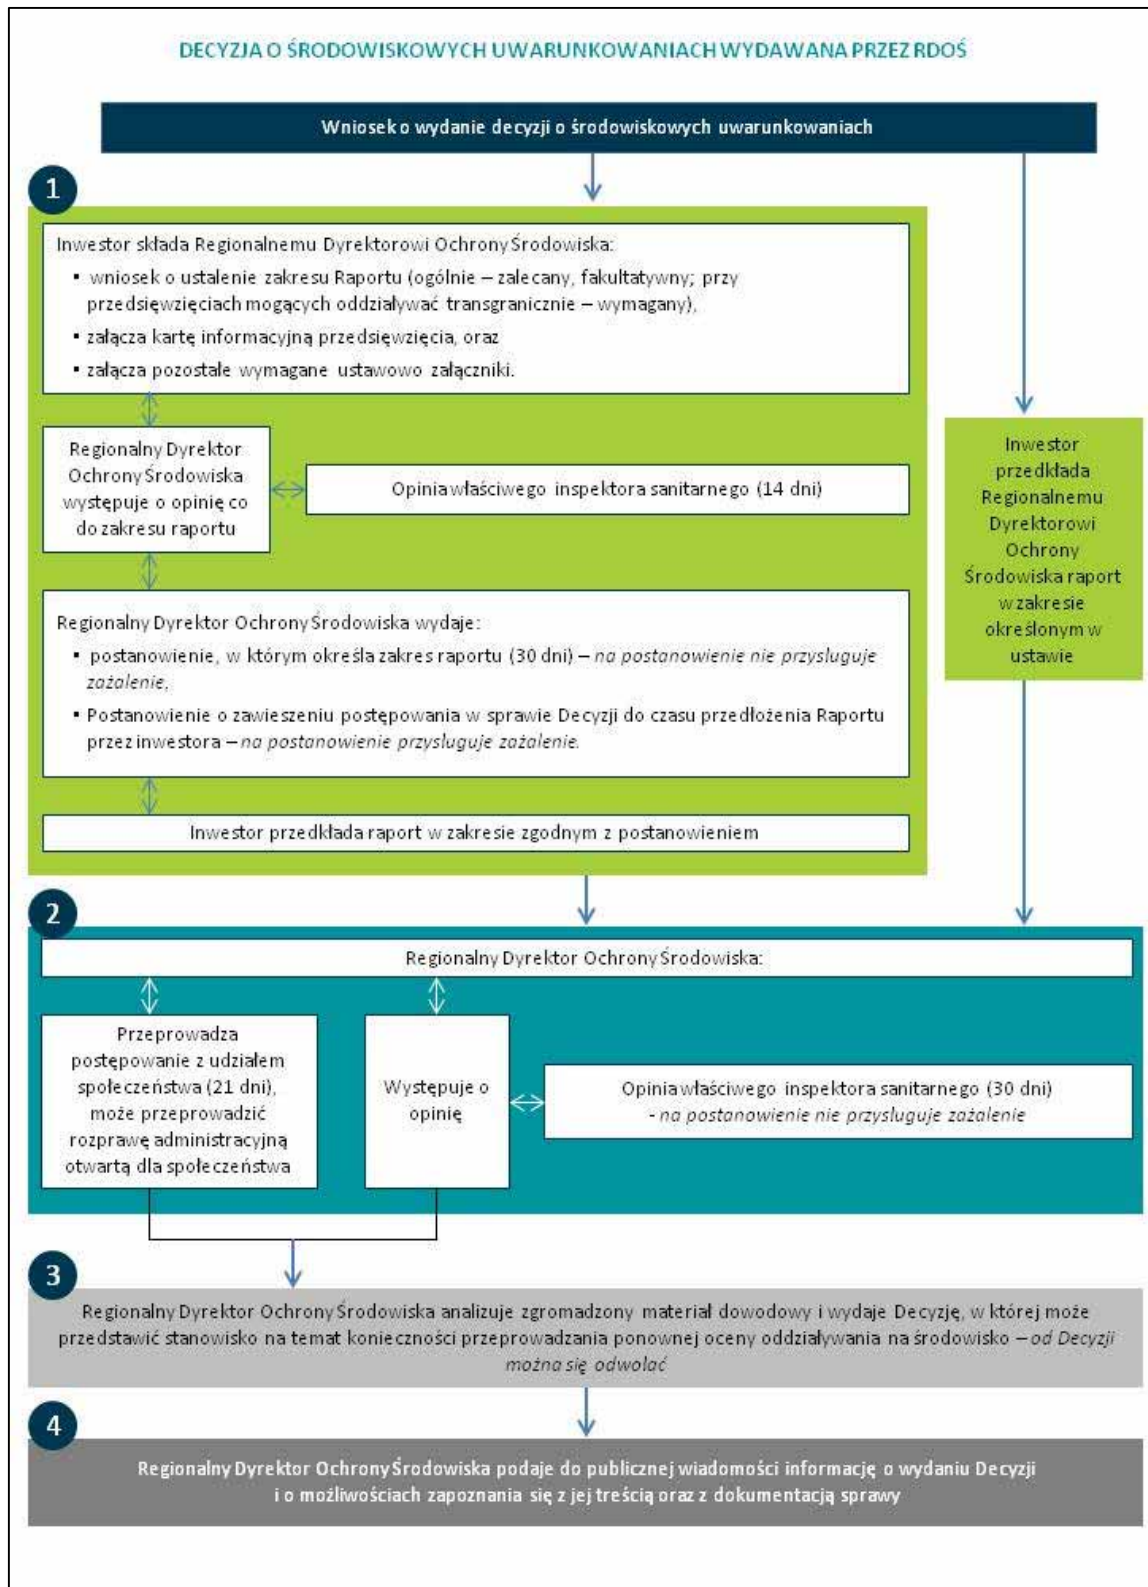 DECYZJA O ŚRODOWISKOWYCH UWARUNKOWANIACH WYDAWANA PRZEZ RDOŚ
Wniosek o wydanie decyzji o środowiskowych uwarunkowaniach
1
Inwestor składa Regionalnemu Dyrektorowi Ochrony Środowiska:
▪ wniosek o ustalenie zakresu Raportu (ogólnie – zalecany, fakultatywny; przy
przedsięwzięciach mogących oddziaływać transgranicznie – wymagany),
▪ załącza kartę informacyjną przedsięwzięcia, oraz
▪ załącza pozostałe wymagane ustawowo załączniki.
Regionalny Dyrektor
Ochrony Środowiska
występuje o opinię co
do zakresu raportu
Opinia właściwego inspektora sanitarnego (14 dni)
Regionalny Dyrektor Ochrony Środowiska wydaje:
▪ postanowienie, w którym określa zakres raportu (30 dni) – na postanowienie nie przysługuje
zażalenie,
▪ Postanowienie o zawieszeniu postępowania w sprawie Decyzji do czasu przedłożenia Raportu
przez inwestora – na postanowienie przysługuje zażalenie.
Inwestor przedkłada raport w zakresie zgodnym z postanowieniem
Inwestor
przedkłada
Regionalnemu
Dyrektorowi
Ochrony
Środowiska raport
w zakresie
określonym w
ustawie
2
Regionalny Dyrektor Ochrony Środowiska:
Przeprowadza
postępowanie z udziałem
społeczeństwa (21 dni),
może przeprowadzić
rozprawę administracyjną
otwartą dla społeczeństwa
Występuje o
opinię
Opinia właściwego inspektora sanitarnego (30 dni)
- na postanowienie nie przysługuje zażalenie
3
Regionalny Dyrektor Ochrony Środowiska analizuje zgromadzony materiał dowodowy i wydaje Decyzję, w której może
przedstawić stanowisko na temat konieczności przeprowadzania ponownej oceny oddziaływania na środowisko – od Decyzji
można się odwołać
4
Regionalny Dyrektor Ochrony Środowiska podaje do publicznej wiadomości informację o wydaniu Decyzji
i o możliwościach zapoznania się z jej treścią oraz z dokumentacją sprawy